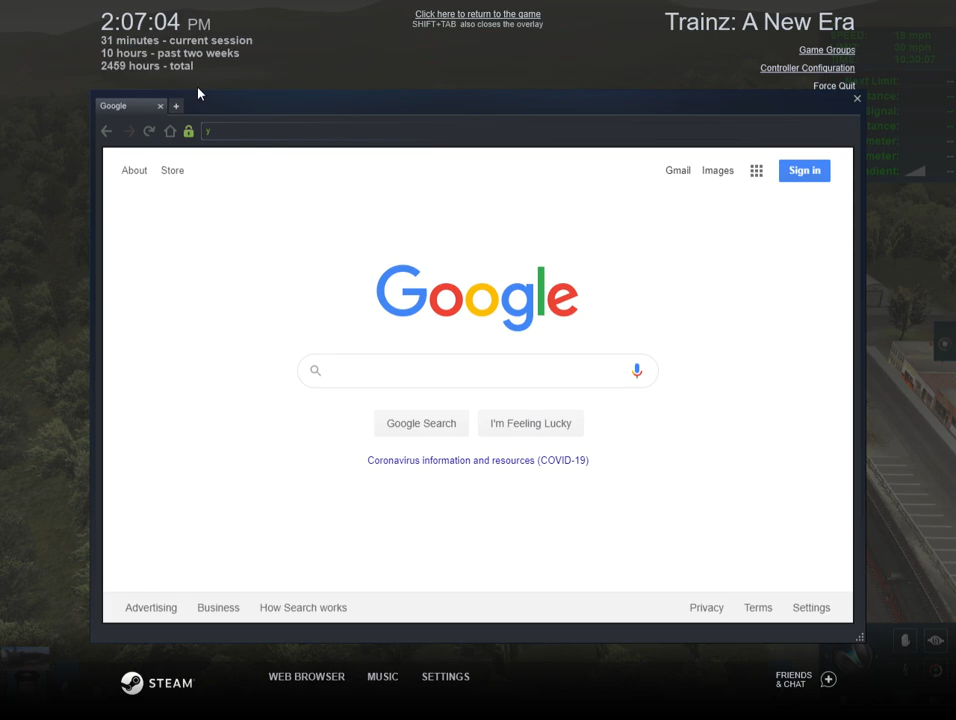 2:07:04 PM
31 minutes - current session
10 hours - past two weeks
2459 hours - total
Click here to return to the game
SHIFT+TAB also closes the overlay
Trainz: A New Era
Game Groups
Controller Configuration
Force Quit
SPEED: 18 mph
Google
y
About Store
Gmail Images Sign in
Google
Google Search I'm Feeling Lucky
Coronavirus information and resources (COVID-19)
Advertising Business How Search works
Privacy Terms Settings
STEAM
WEB BROWSER MUSIC SETTINGS
FRIENDS
& CHAT